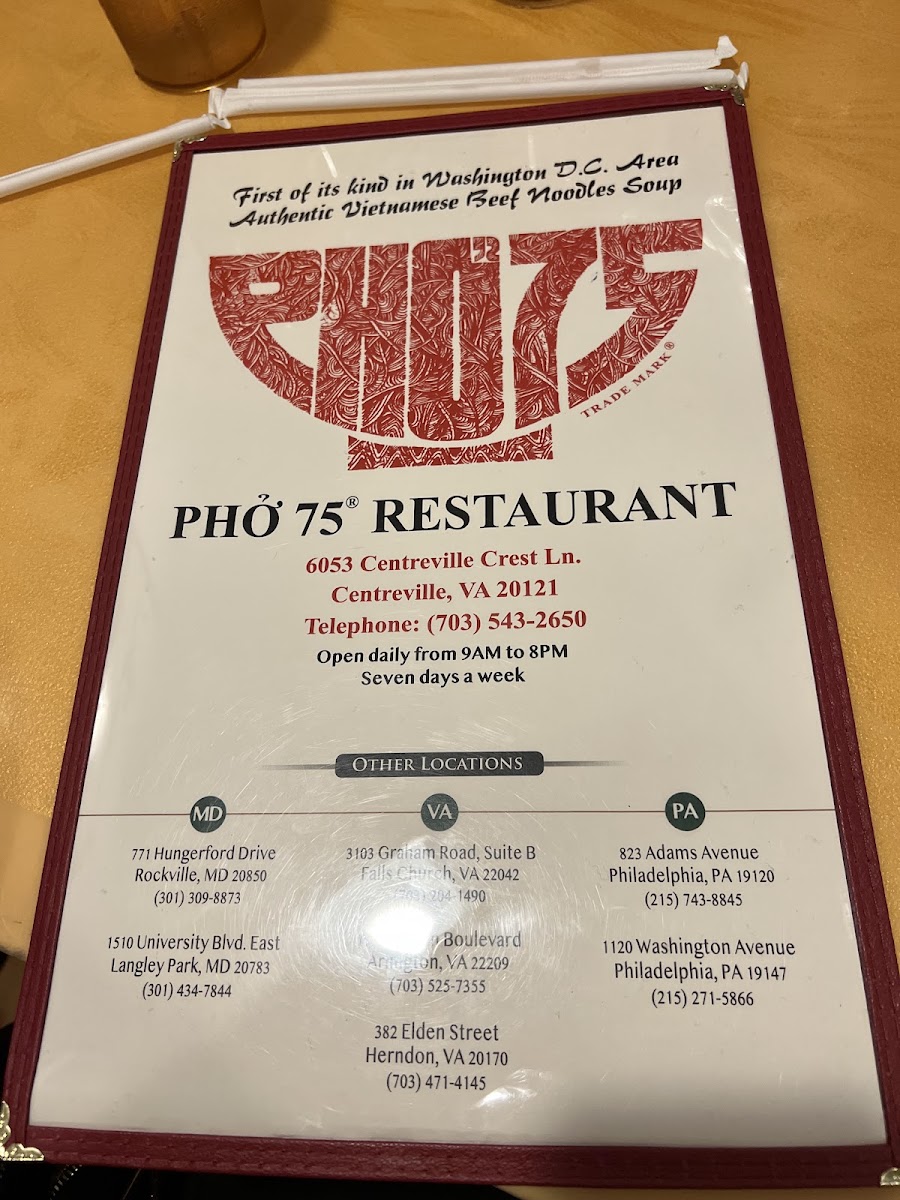 First of its kind in Washington D.C. Area
Authentic Vietnamese Beef Noodles Soup
PHỞ 75
TRADE MARK ®
PHỞ 75® RESTAURANT
6053 Centreville Crest Ln.
Centreville, VA 20121
Telephone: (703) 543-2650
Open daily from 9AM to 8PM
Seven days a week
OTHER LOCATIONS
MD
771 Hungerford Drive
Rockville, MD 20850
(301) 309-8873
1510 University Blvd. East
Langley Park, MD 20783
(301) 434-7844
VA
3103 Graham Road, Suite B
Falls Church, VA 22042
(703) 204-1490
Boulevard
Arlington, VA 22209
(703) 525-7355
382 Elden Street
Herndon, VA 20170
(703) 471-4145
PA
823 Adams Avenue
Philadelphia, PA 19120
(215) 743-8845
1120 Washington Avenue
Philadelphia, PA 19147
(215) 271-5866